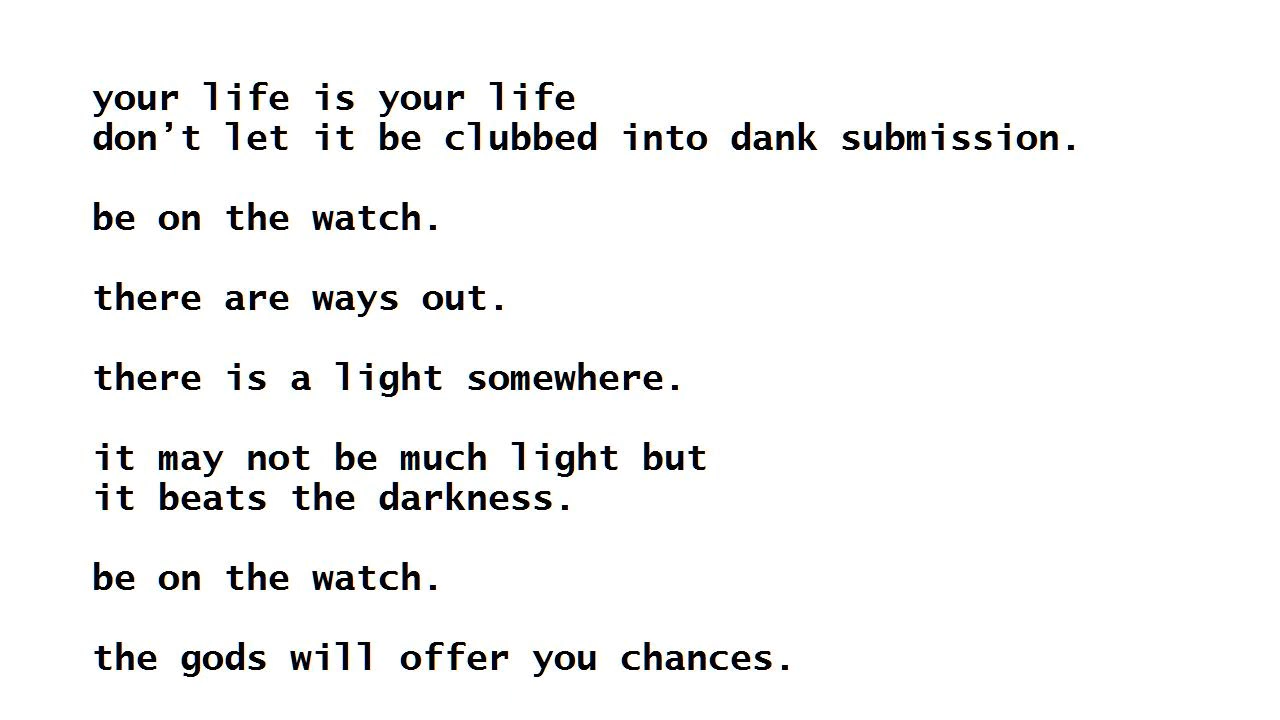 your life is your life
don’t let it be clubbed into dank submission.
be on the watch.
there are ways out.
there is a light somewhere.
it may not be much light but
it beats the darkness.
be on the watch.
the gods will offer you chances.